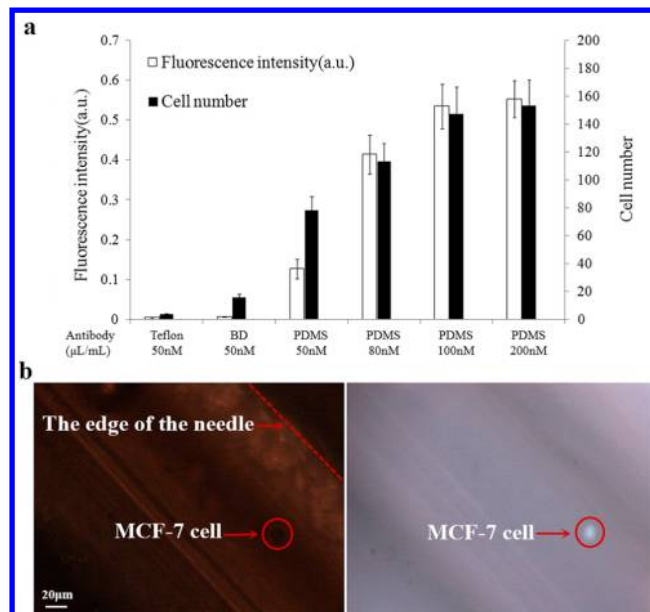 a
Fluorescence intensity(a.u.)
Cell number
Fluorescence intensity(a.u.)
0.7
0.6
0.5
0.4
0.3
0.2
0.1
0
200
180
160
140
120
100
80
60
40
20
0
Cell number
Antibody
(μL/mL)
Teflon
50nM
BD
50nM
PDMS
50nM
PDMS
80nM
PDMS
100nM
PDMS
200nM
b
The edge of the needle
MCF-7 cell
20μm
MCF-7 cell